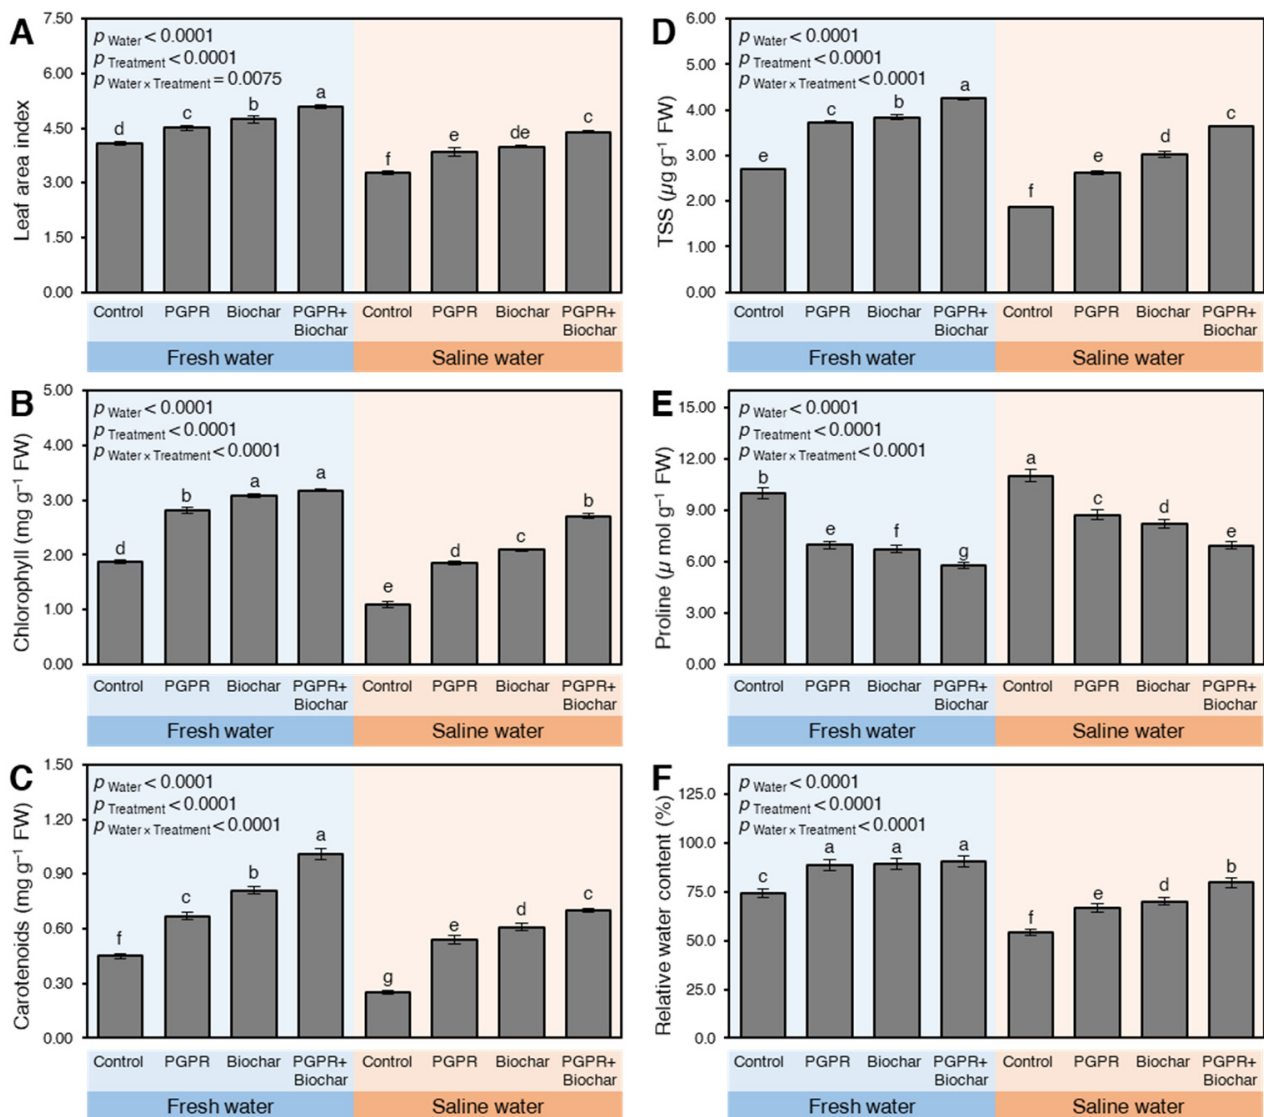 A
Leaf area index
7.50
6.00
4.50
3.00
1.50
0.00
p Water < 0.0001
p Treatment < 0.0001
p Water × Treatment = 0.0075
d
c
b
a
f
e
de
c
Control PGPR Biochar PGPR+ Control PGPR Biochar PGPR+
Biochar Biochar
Fresh water Saline water
D
TSS (µg g⁻¹ FW)
6.00
5.00
4.00
3.00
2.00
1.00
0.00
p Water < 0.0001
p Treatment < 0.0001
p Water × Treatment < 0.0001
e
c
b
a
f
e
d
c
Control PGPR Biochar PGPR+ Control PGPR Biochar PGPR+
Biochar Biochar
Fresh water Saline water
B
Chlorophyll (mg g⁻¹ FW)
5.00
4.00
3.00
2.00
1.00
0.00
p Water < 0.0001
p Treatment < 0.0001
p Water × Treatment < 0.0001
d
b
a
a
e
d
c
b
Control PGPR Biochar PGPR+ Control PGPR Biochar PGPR+
Biochar Biochar
Fresh water Saline water
E
Proline (µ mol g⁻¹ FW)
15.00
12.00
9.00
6.00
3.00
0.00
p Water < 0.0001
p Treatment < 0.0001
p Water × Treatment < 0.0001
b
e
f
g
a
c
d
e
Control PGPR Biochar PGPR+ Control PGPR Biochar PGPR+
Biochar Biochar
Fresh water Saline water
C
Carotenoids (mg g⁻¹ FW)
1.50
1.20
0.90
0.60
0.30
0.00
p Water < 0.0001
p Treatment < 0.0001
p Water × Treatment < 0.0001
f
c
b
a
g
e
d
c
Control PGPR Biochar PGPR+ Control PGPR Biochar PGPR+
Biochar Biochar
Fresh water Saline water
F
Relative water content (%)
125.0
100.0
75.0
50.0
25.0
0.0
p Water < 0.0001
p Treatment < 0.0001
p Water × Treatment < 0.0001
c
a
a
a
f
e
d
b
Control PGPR Biochar PGPR+ Control PGPR Biochar PGPR+
Biochar Biochar
Fresh water Saline water